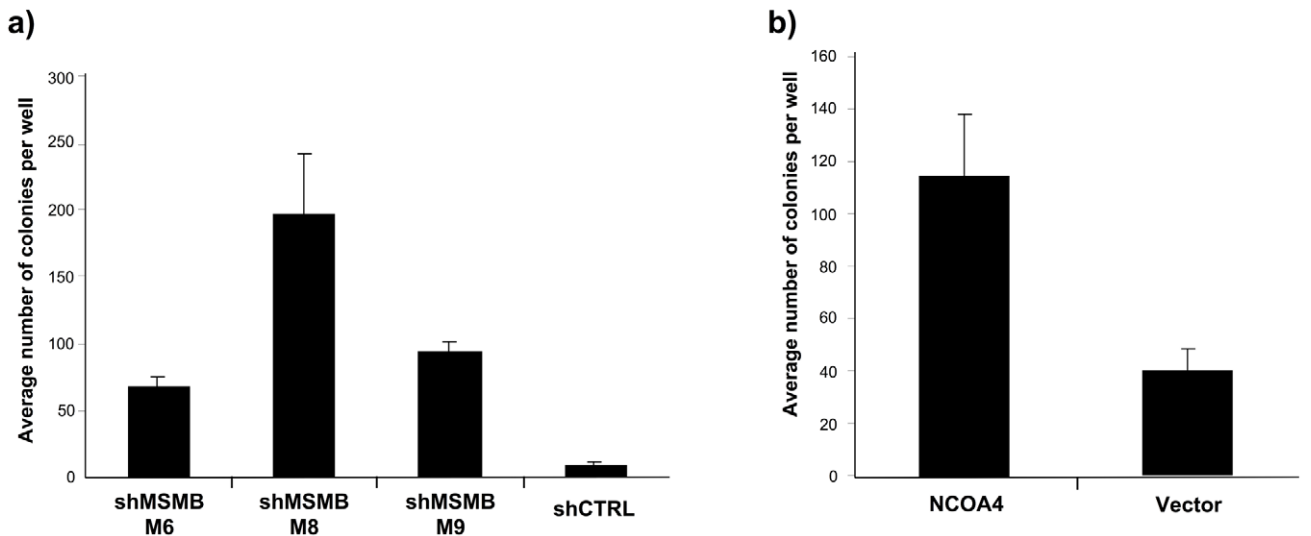 a)
Average number of colonies per well
300
250
200
150
100
50
0
shMSMB
M6
shMSMB
M8
shMSMB
M9
shCTRL
b)
Average number of colonies per well
160
140
120
100
80
60
40
20
0
NCOA4
Vector